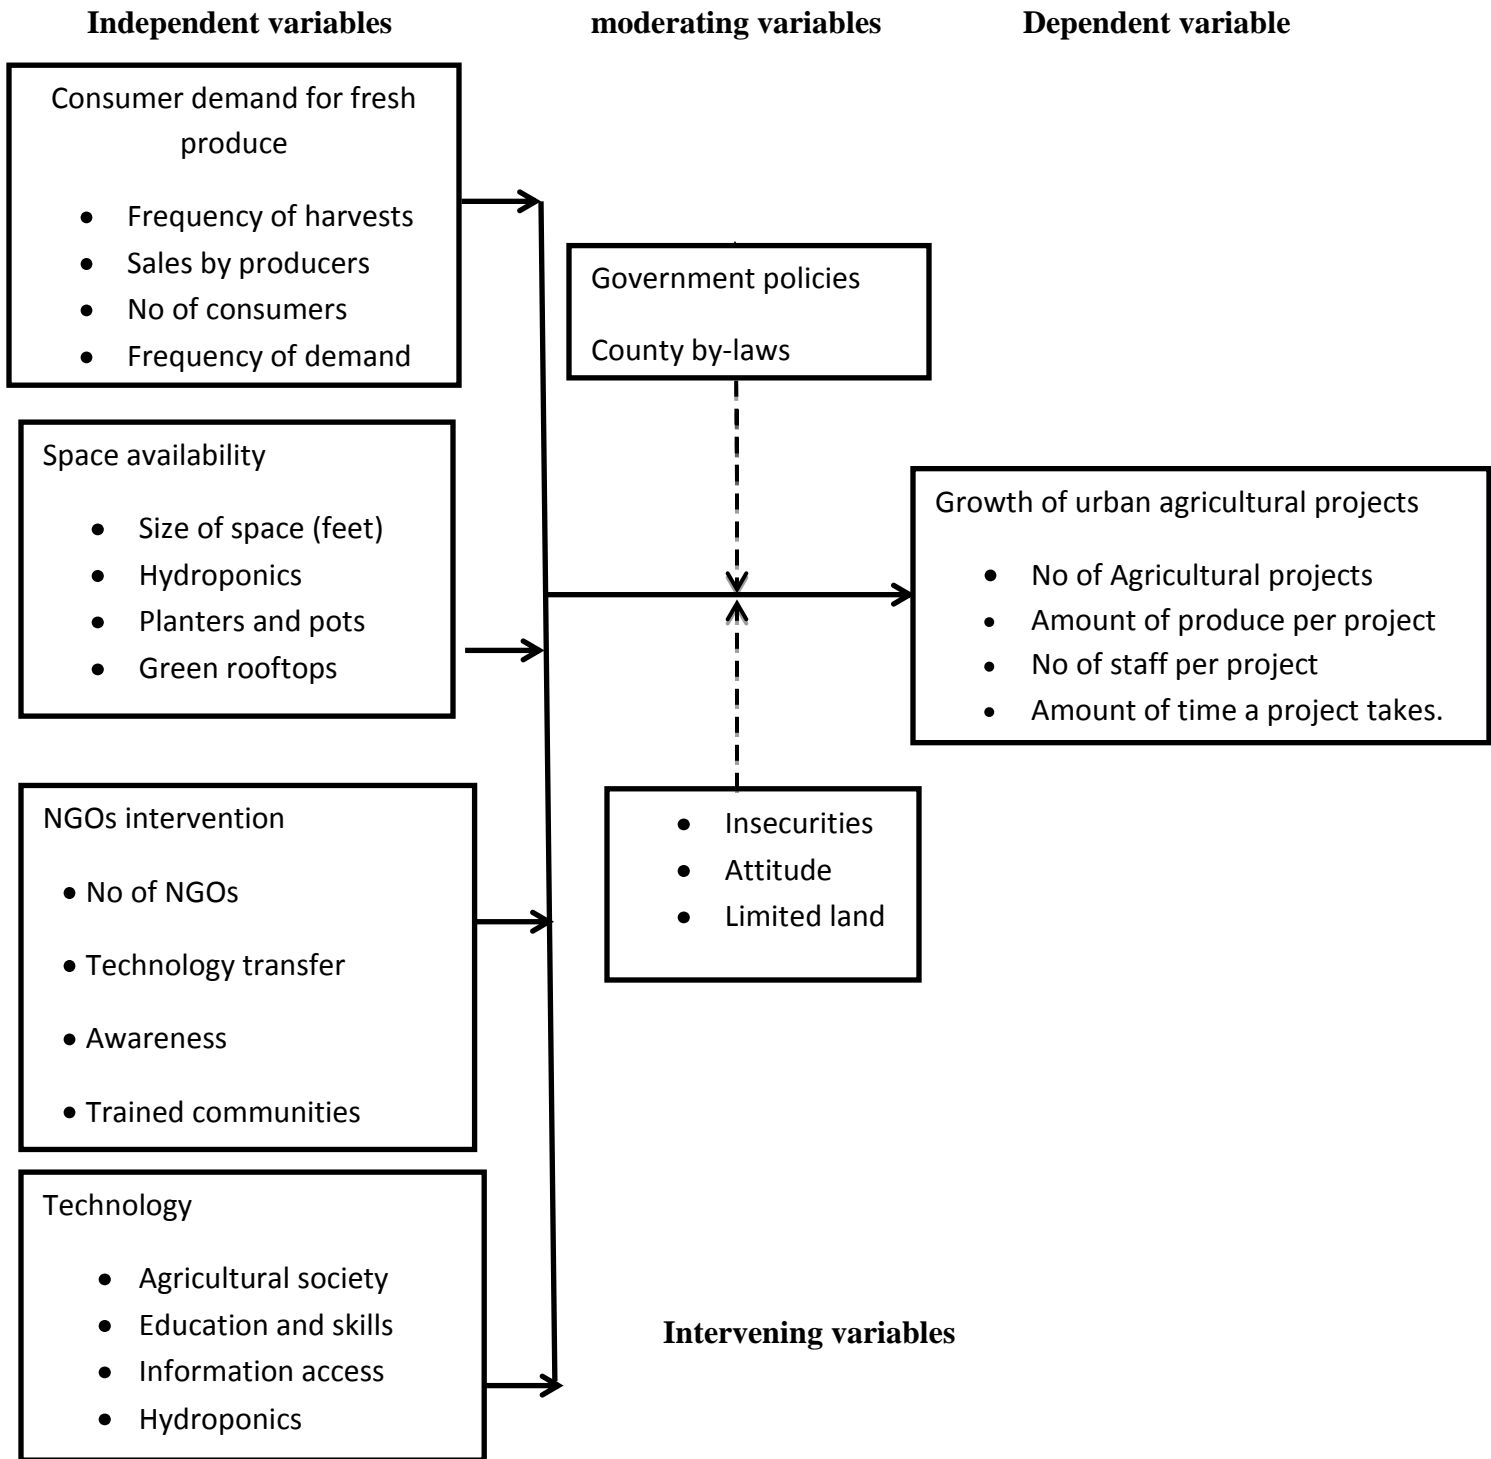 Independent variables
moderating variables
Dependent variable
Consumer demand for fresh
produce
• Frequency of harvests
• Sales by producers
• No of consumers
• Frequency of demand
Government policies
County by-laws
Space availability
• Size of space (feet)
• Hydroponics
• Planters and pots
• Green rooftops
Growth of urban agricultural projects
• No of Agricultural projects
• Amount of produce per project
• No of staff per project
• Amount of time a project takes.
NGOs intervention
• No of NGOs
• Technology transfer
• Awareness
• Trained communities
• Insecurities
• Attitude
• Limited land
Technology
• Agricultural society
• Education and skills
• Information access
• Hydroponics
Intervening variables